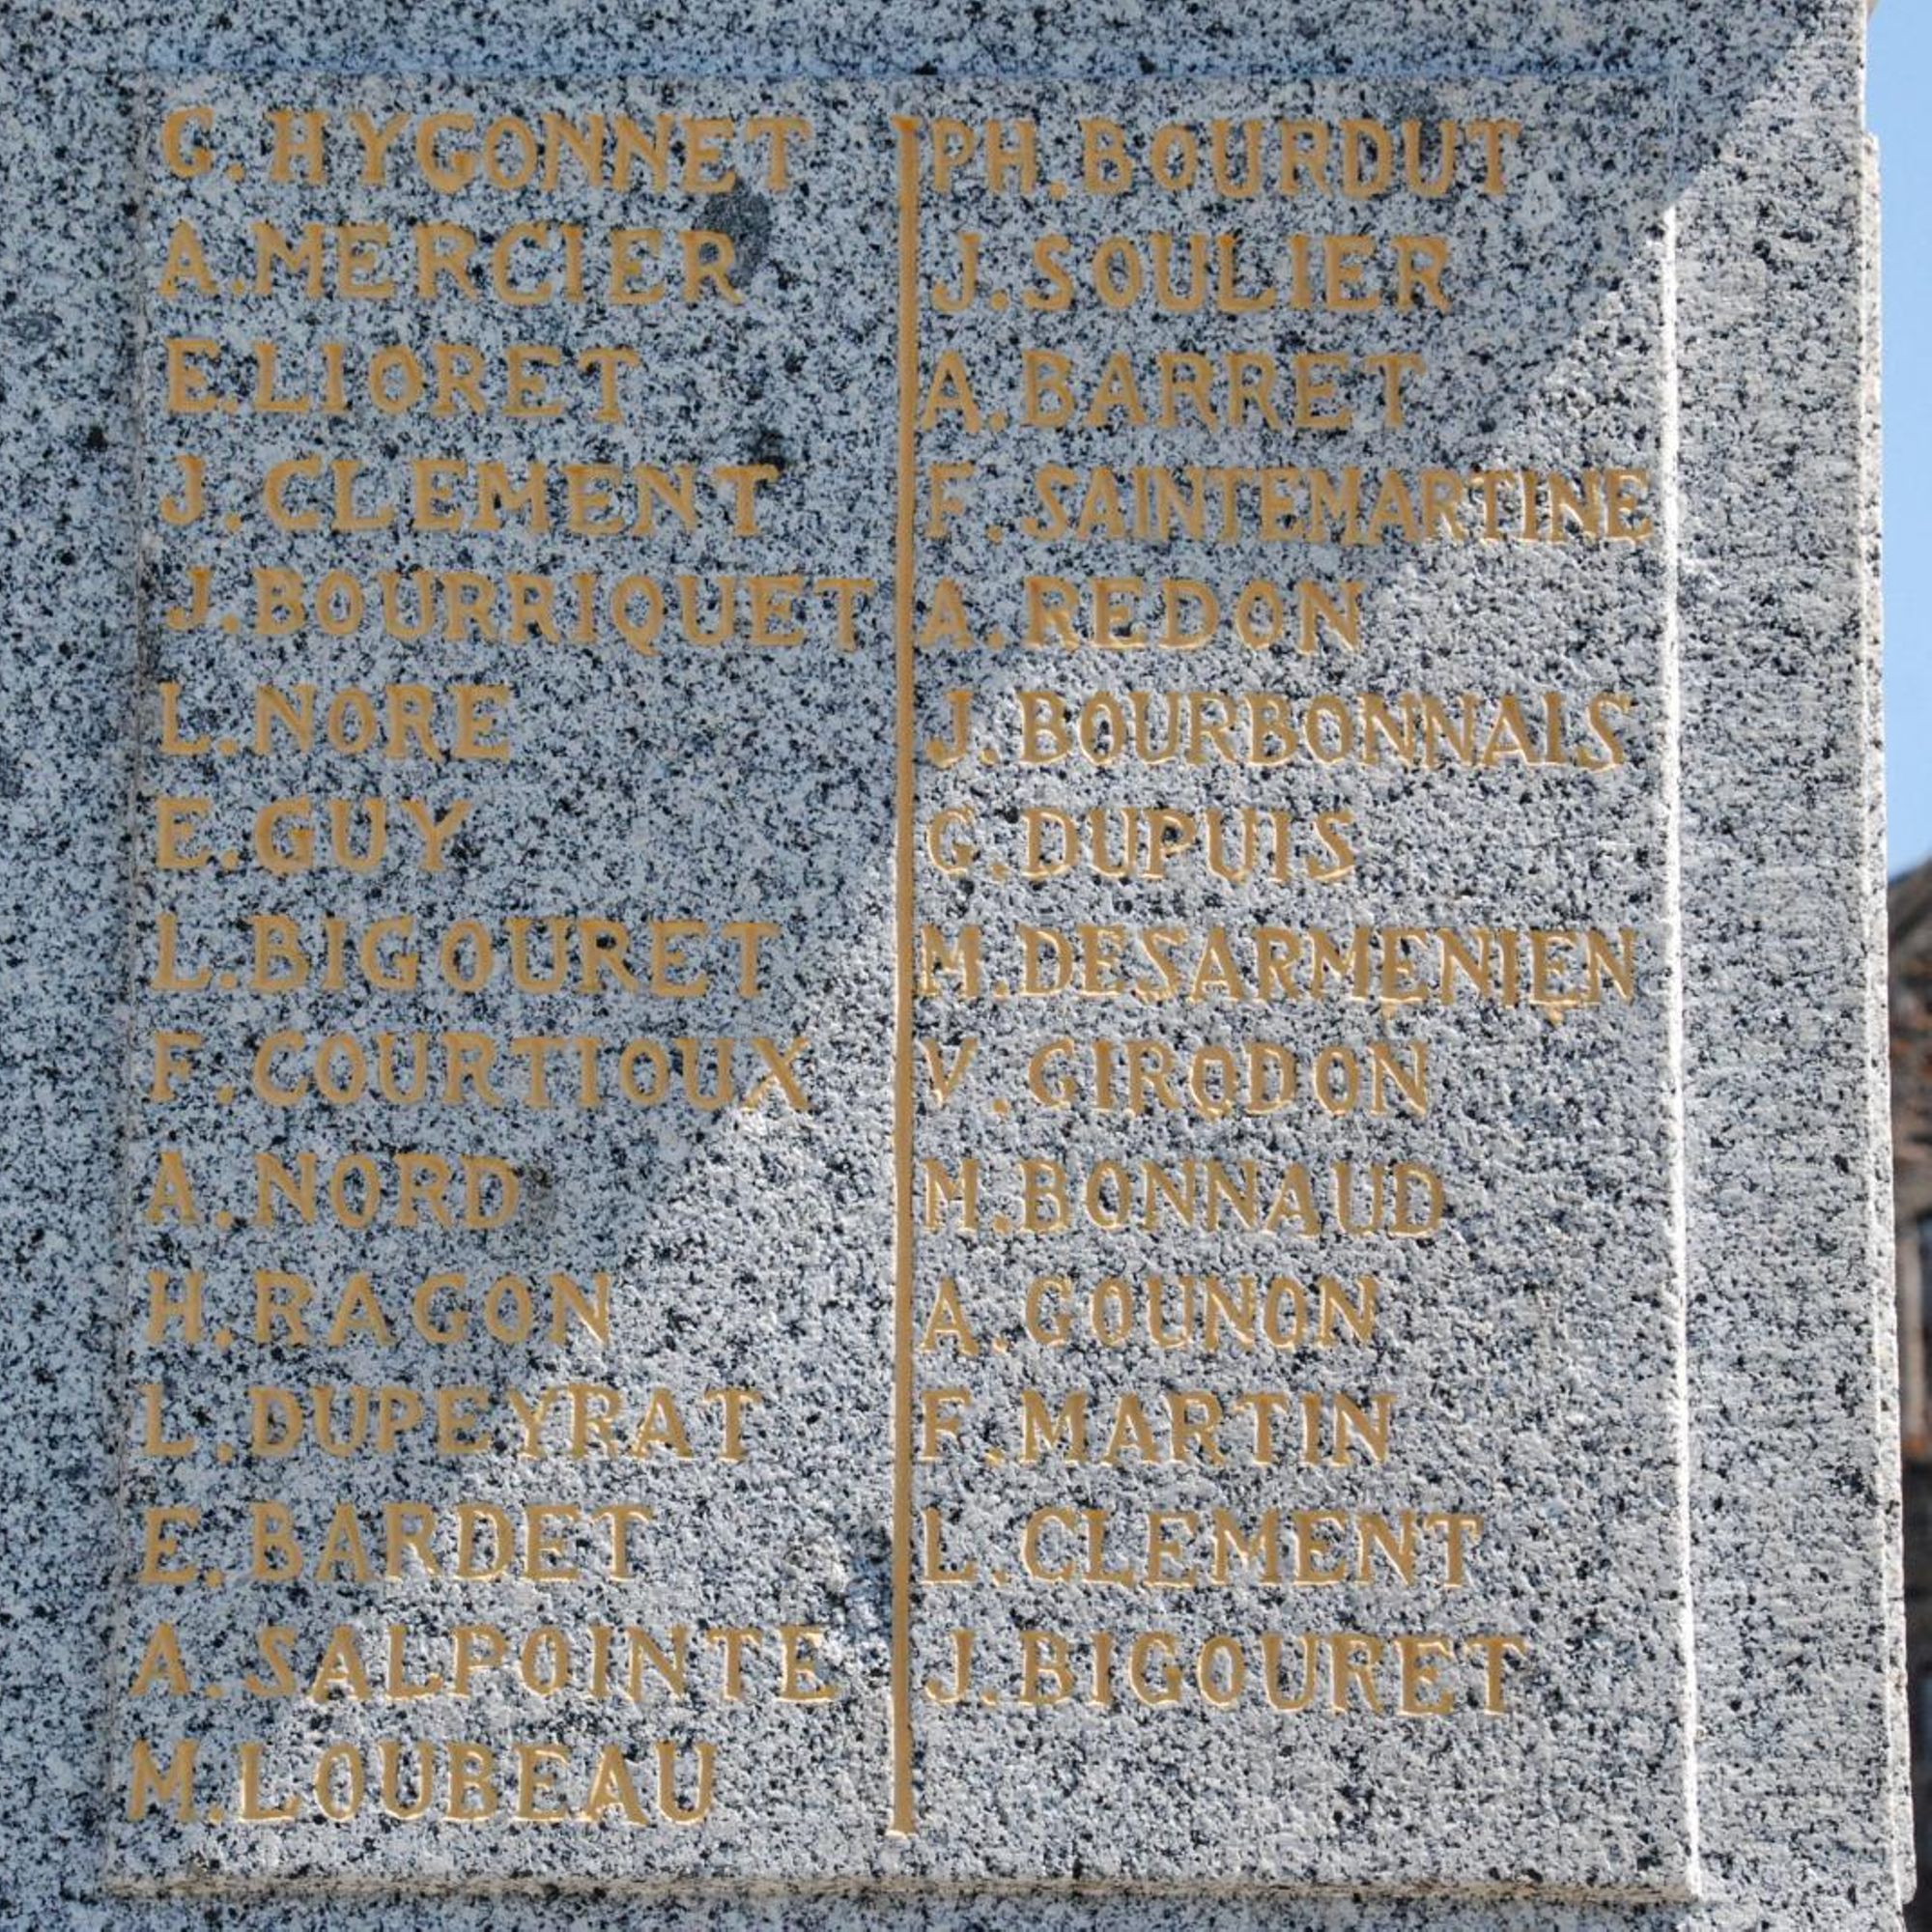 G. HYGONNET
A. MERCIER
E. LIORET
J. CLEMENT
J. BOURRIQUET
L. NORE
E. GUY
L. BIGOURET
F. COURTIOUX
A. NORD
H. RAGON
L. DUPEYRAT
E. BARDET
A. SALPOINTE
M. LOUBEAU
PH. BOURDUT
J. SOULIER
A. BARRET
F. SAINTEMARTINE
A. REDON
J. BOURBONNAIS
G. DUPUIS
M. DESARMENIEN
V. GIRODON
M. BONNAUD
A. GOUNON
F. MARTIN
L. CLEMENT
J. BIGOURET